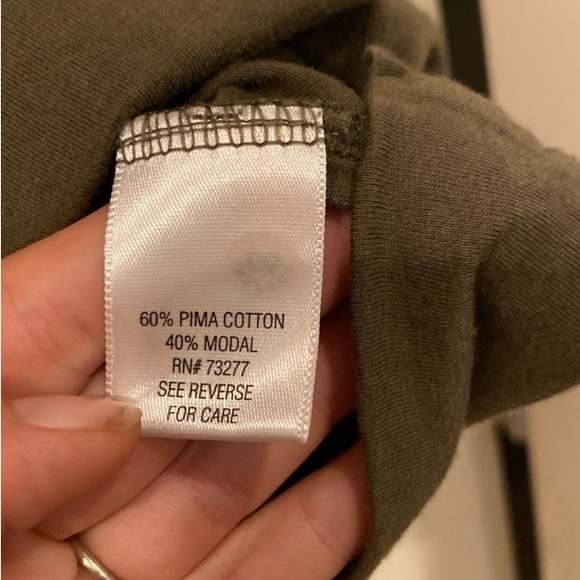 60% PIMA COTTON
40% MODAL
RN# 73277
SEE REVERSE
FOR CARE